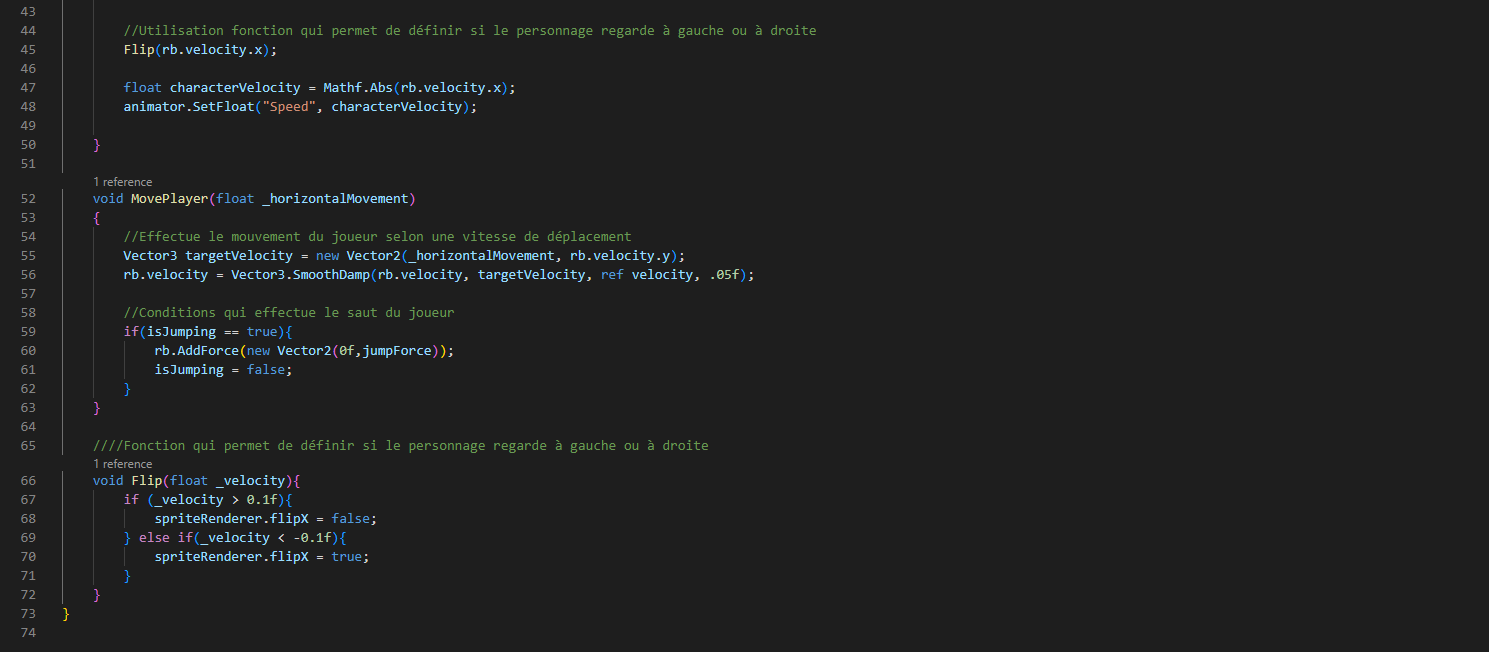 43
44 //Utilisation fonction qui permet de définir si le personnage regarde à gauche ou à droite
45 Flip(rb.velocity.x);
46
47 float characterVelocity = Mathf.Abs(rb.velocity.x);
48 animator.SetFloat("Speed", characterVelocity);
49
50 }
51
1 reference
52 void MovePlayer(float _horizontalMovement)
53 {
54 //Effectue le mouvement du joueur selon une vitesse de déplacement
55 Vector3 targetVelocity = new Vector2(_horizontalMovement, rb.velocity.y);
56 rb.velocity = Vector3.SmoothDamp(rb.velocity, targetVelocity, ref velocity, .05f);
57
58 //Conditions qui effectue le saut du joueur
59 if(isJumping == true){
60 rb.AddForce(new Vector2(0f,jumpForce));
61 isJumping = false;
62 }
63 }
64
65 ////Fonction qui permet de définir si le personnage regarde à gauche ou à droite
1 reference
66 void Flip(float _velocity){
67 if (_velocity > 0.1f){
68 spriteRenderer.flipX = false;
69 } else if(_velocity < -0.1f){
70 spriteRenderer.flipX = true;
71 }
72 }
73 }
74